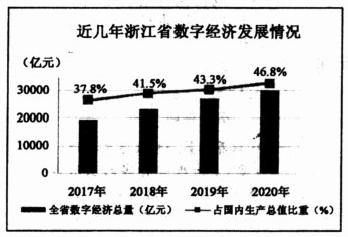 近几年浙江省数字经济发展情况
(亿元)
37.8% 41.5% 43.3% 46.8%
30000
20000
10000
0
2017年 2018年 2019年 2020年
全省数字经济总量(亿元) 占国内生产总值比重(%)